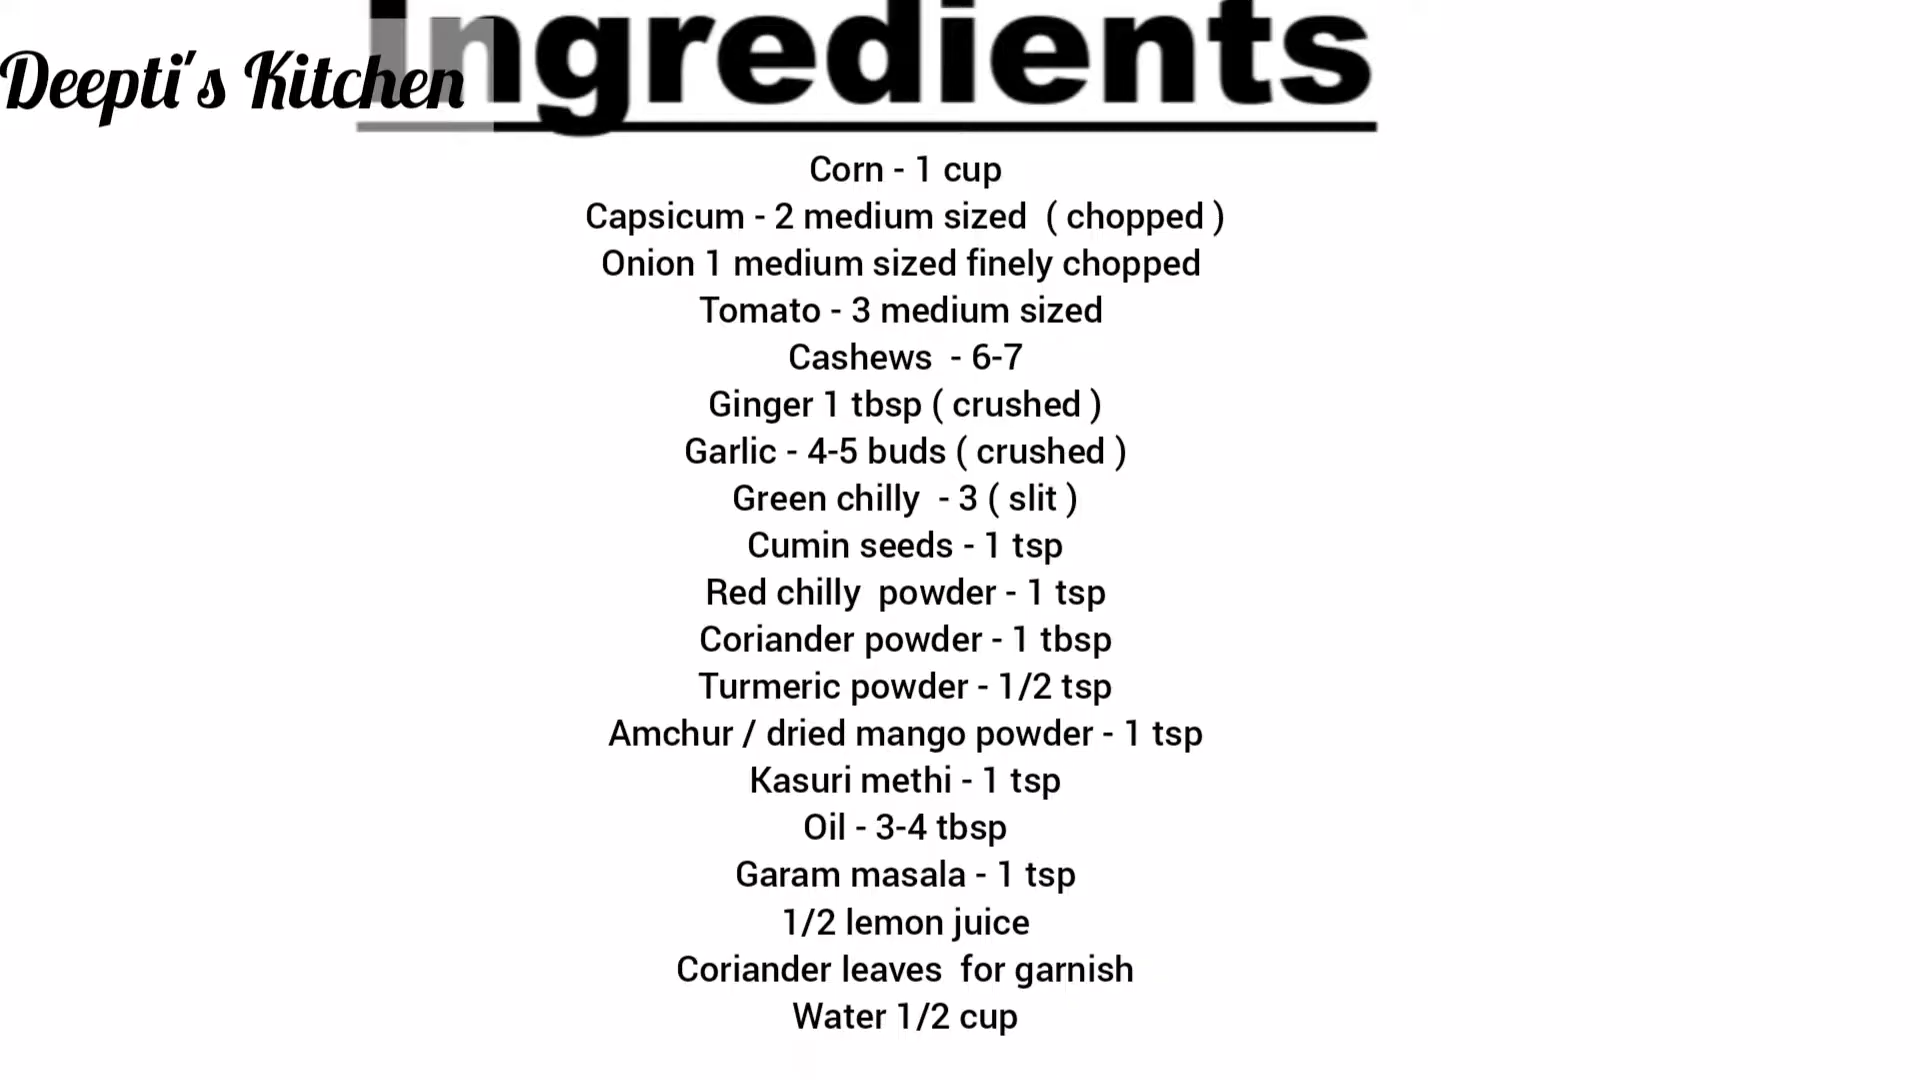 Ingredients
Deepti's Kitchen
Corn - 1 cup
Capsicum - 2 medium sized ( chopped )
Onion 1 medium sized finely chopped
Tomato - 3 medium sized
Cashews - 6-7
Ginger 1 tbsp ( crushed )
Garlic - 4-5 buds ( crushed )
Green chilly - 3 ( slit )
Cumin seeds - 1 tsp
Red chilly powder - 1 tsp
Coriander powder - 1 tbsp
Turmeric powder - 1/2 tsp
Amchur / dried mango powder - 1 tsp
Kasuri methi - 1 tsp
Oil - 3-4 tbsp
Garam masala - 1 tsp
1/2 lemon juice
Coriander leaves for garnish
Water 1/2 cup